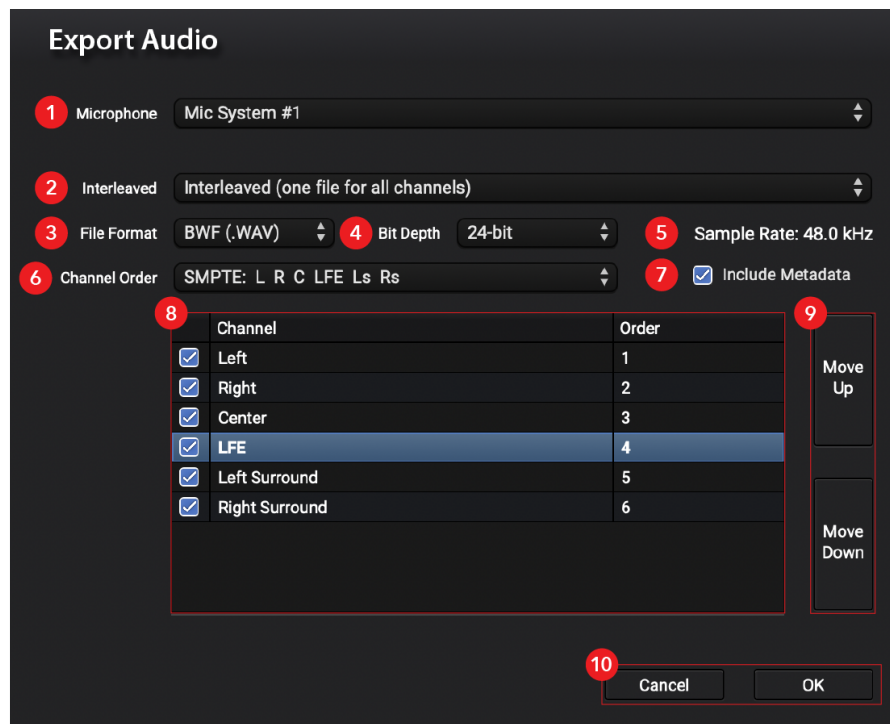 Export Audio
1 Microphone Mic System #1
2 Interleaved Interleaved (one file for all channels)
3 File Format BWF (.WAV) 4 Bit Depth 24-bit 5 Sample Rate: 48.0 kHz
6 Channel Order SMPTE: L R C LFE Ls Rs 7 Include Metadata
8 9
Channel Order
Left 1
Right 2
Center 3
LFE 4
Left Surround 5
Right Surround 6
Move
Up
Move
Down
10
Cancel OK